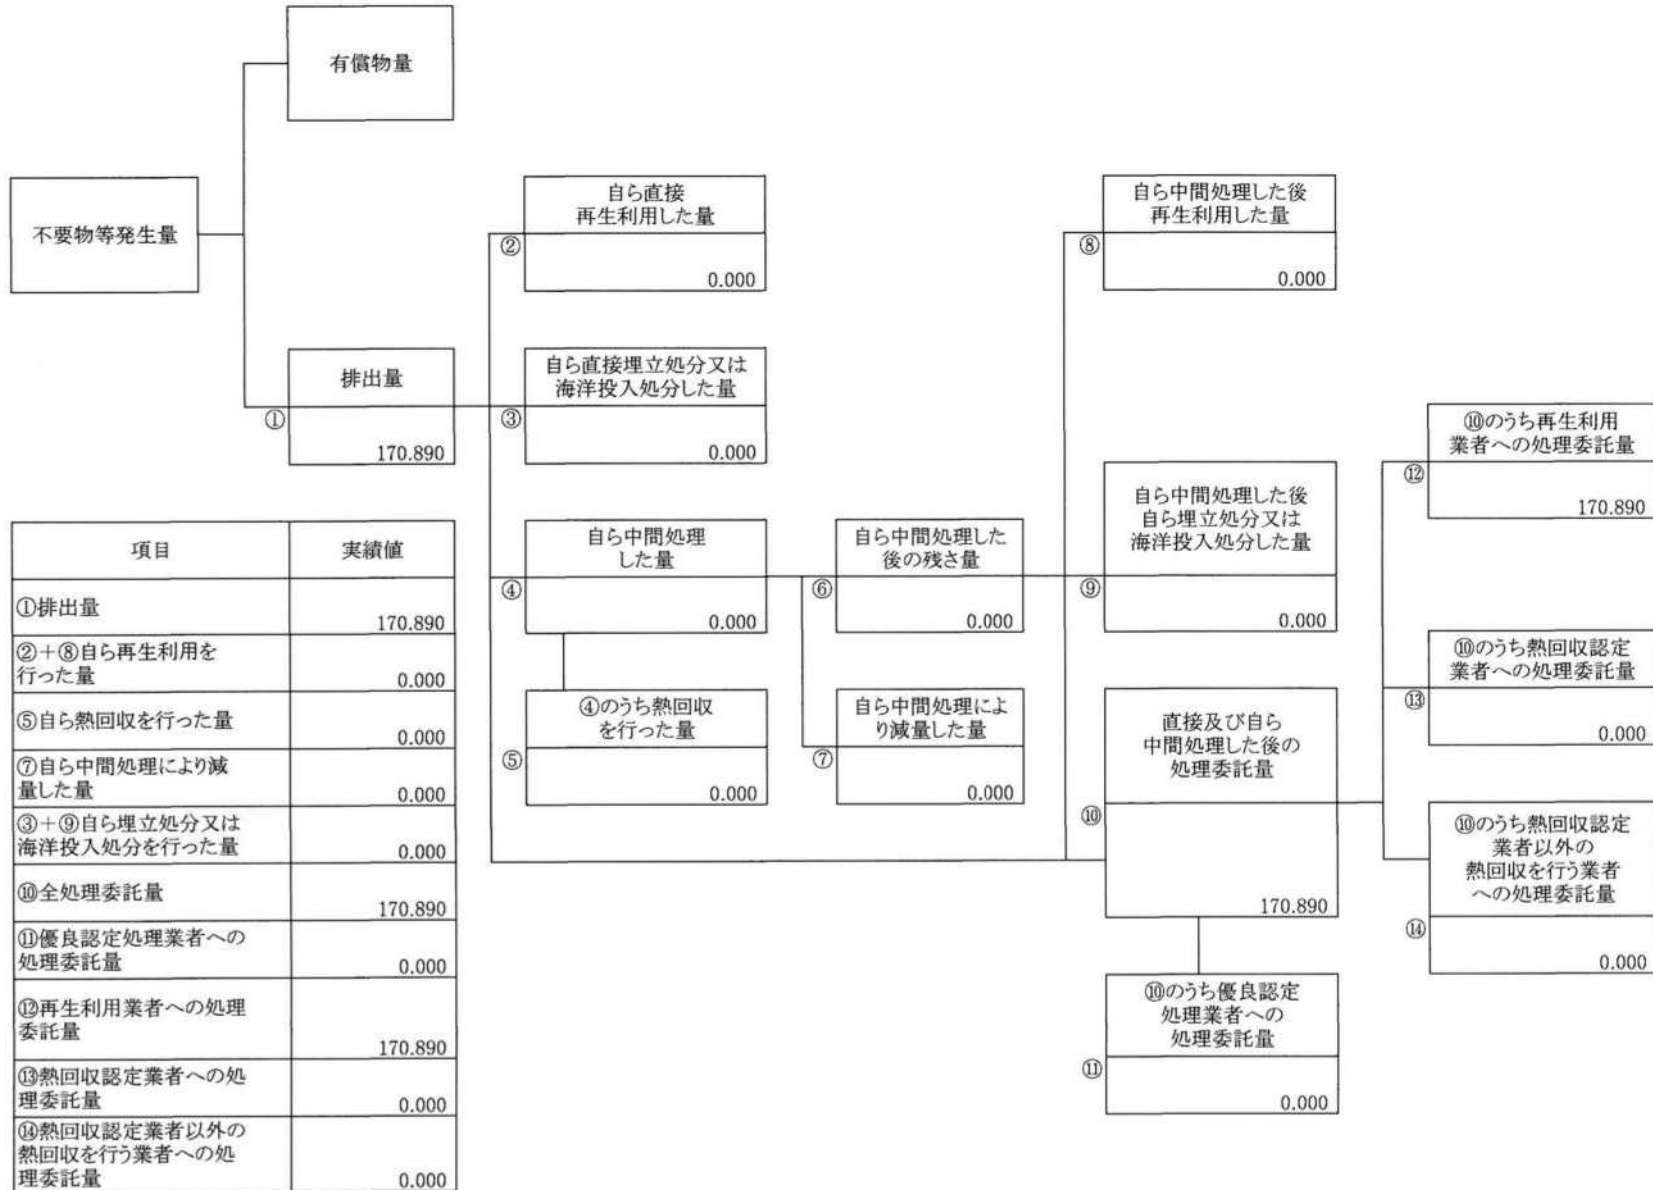 有償物量
不要物等発生量
自ら直接
再生利用した量
②
0.000
自ら中間処理した後
再生利用した量
⑧
0.000
排出量
①
170.890
自ら直接埋立処分又は
海洋投入処分した量
③
0.000
⑩のうち再生利用
業者への処理委託量
⑫
170.890
自ら中間処理
した量
④
0.000
自ら中間処理した
後の残さ量
⑥
0.000
自ら中間処理した後
自ら埋立処分又は
海洋投入処分した量
⑨
0.000
⑩のうち熱回収認定
業者への処理委託量
⑬
0.000
④のうち熱回収
を行った量
⑤
0.000
自ら中間処理によ
り減量した量
⑦
0.000
直接及び自ら
中間処理した後の
処理委託量
⑩
170.890
⑩のうち熱回収認定
業者以外の
熱回収を行う業者
への処理委託量
⑭
0.000
⑩のうち優良認定
処理業者への
処理委託量
⑪
0.000
項目 実績値
①排出量
170.890
②＋⑧自ら再生利用を
行った量 0.000
⑤自ら熱回収を行った量
0.000
⑦自ら中間処理により減
量した量 0.000
③＋⑨自ら埋立処分又は
海洋投入処分を行った量 0.000
⑩全処理委託量
170.890
⑪優良認定処理業者への
処理委託量 0.000
⑫再生利用業者への処理
委託量
170.890
⑬熱回収認定業者への処
理委託量 0.000
⑭熱回収認定業者以外の
熱回収を行う業者への処
理委託量 0.000